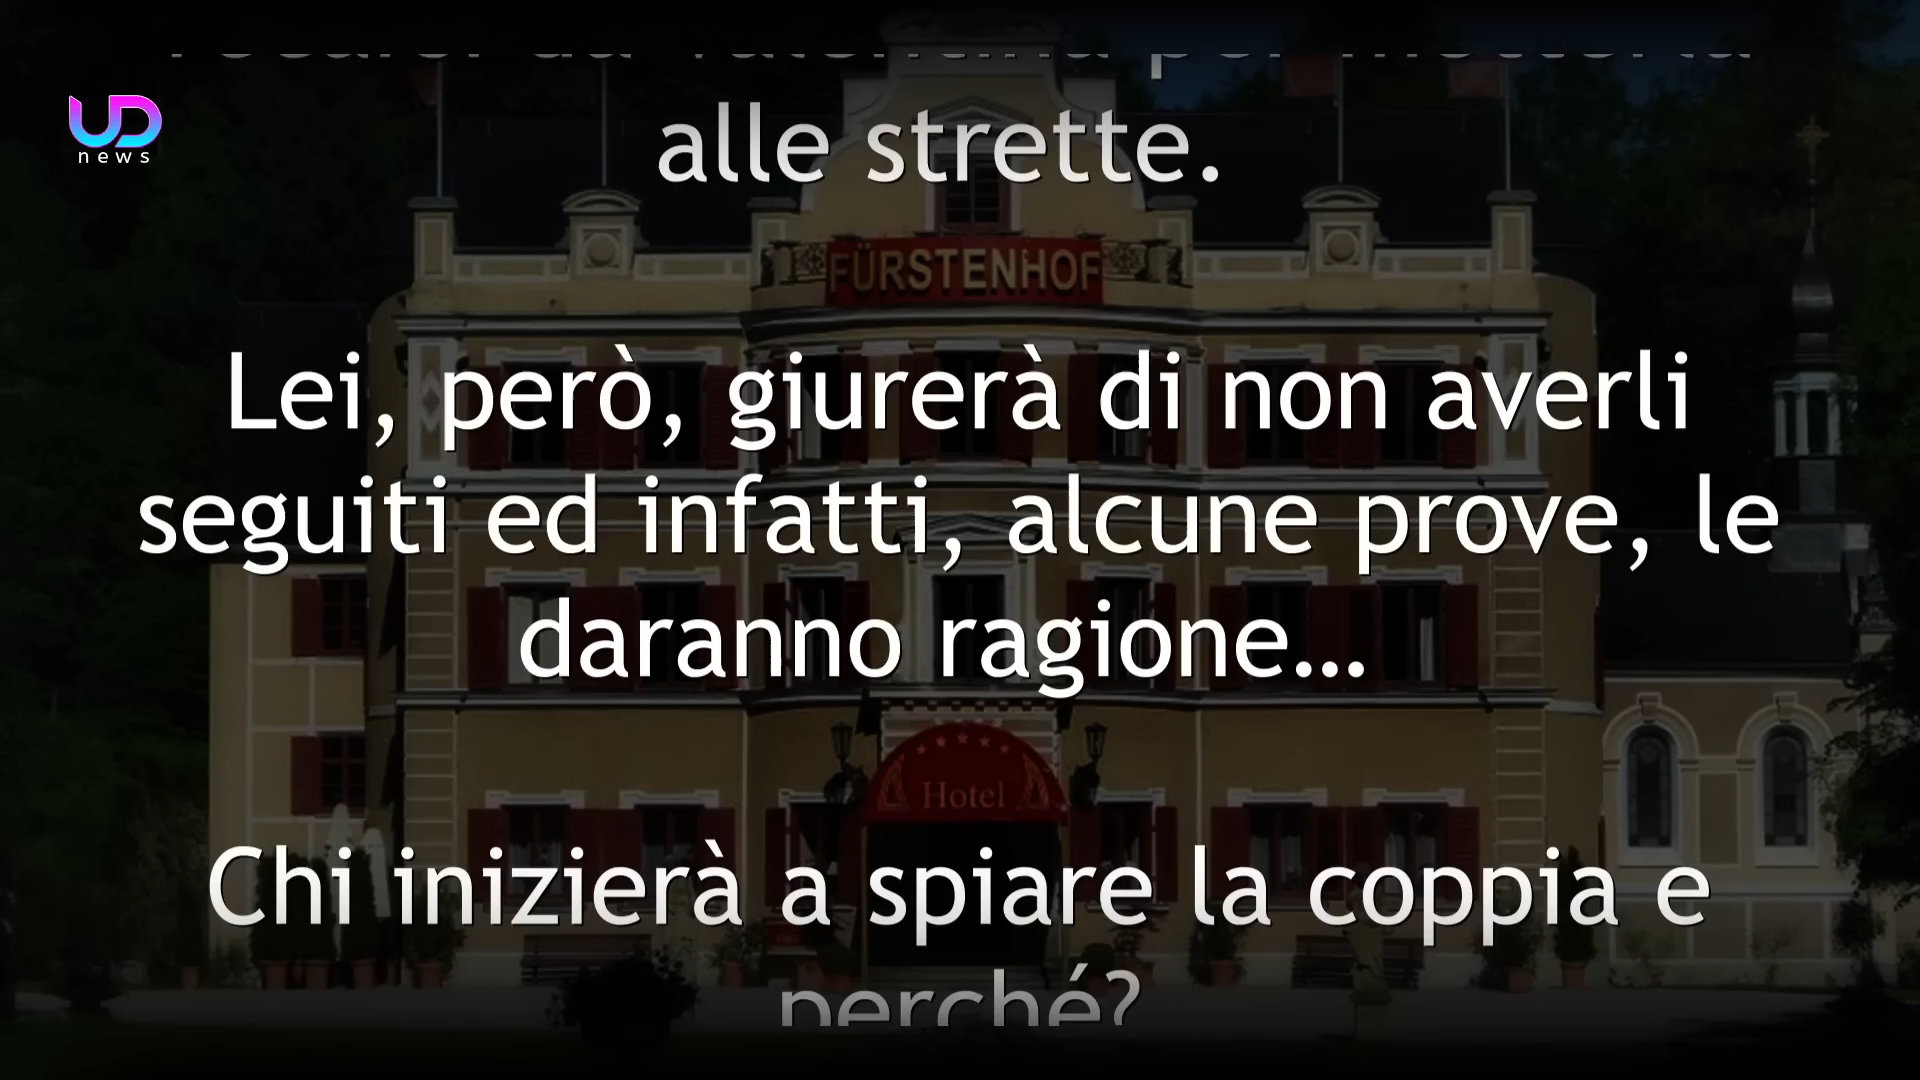 alle strette.
UD
news
FÜRSTENHOF
Lei, però, giurerà di non averli
seguiti ed infatti, alcune prove, le
daranno ragione...
Hotel
Chi inizierà a spiare la coppia e
perché?